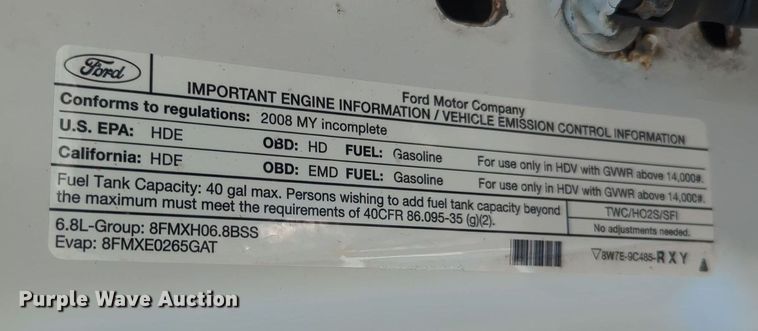 Ford
Ford Motor Company
IMPORTANT ENGINE INFORMATION / VEHICLE EMISSION CONTROL INFORMATION
Conforms to regulations: 2008 MY incomplete
U.S. EPA: HDE OBD: HD FUEL: Gasoline For use only in HDV with GVWR above 14,000#.
California: HDE OBD: EMD FUEL: Gasoline For use only in HDV with GVWR above 14,000#.
Fuel Tank Capacity: 40 gal max. Persons wishing to add fuel tank capacity beyond
the maximum must meet the requirements of 40CFR 86.095-35 (g)(2).
TWC/HO2S/SFI
No adjustments needed.
6.8L-Group: 8FMXH06.8BSS
Evap: 8FMXE0265GAT
8W7E-9C485-RXY
Purple Wave Auction